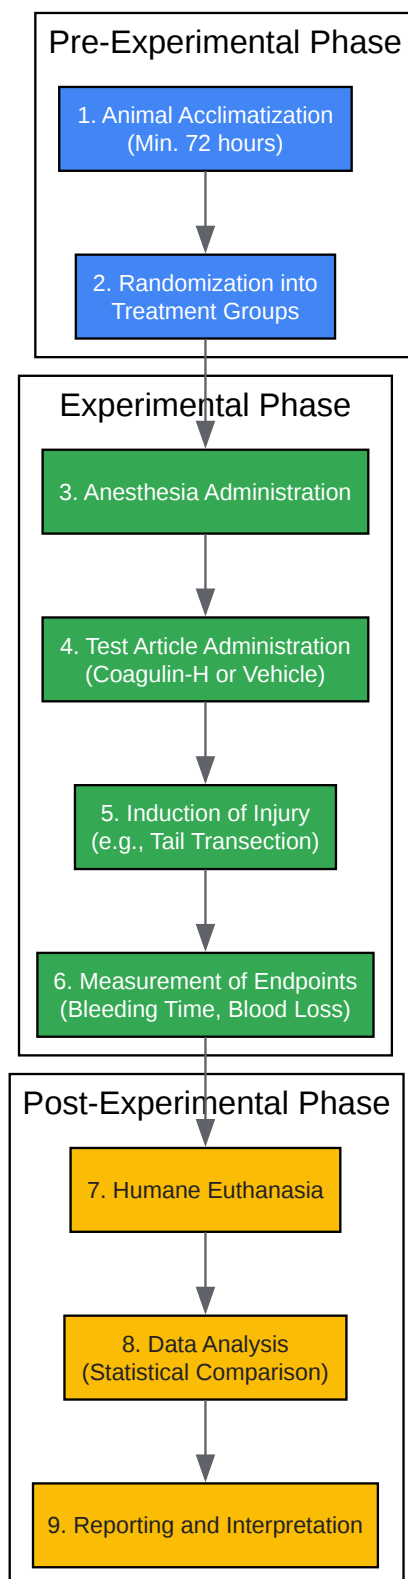 Pre-Experimental Phase
1. Animal Acclimatization
(Min. 72 hours)
2. Randomization into
Treatment Groups
Experimental Phase
3. Anesthesia Administration
4. Test Article Administration
(Coagulin-H or Vehicle)
5. Induction of Injury
(e.g., Tail Transection)
6. Measurement of Endpoints
(Bleeding Time, Blood Loss)
Post-Experimental Phase
7. Humane Euthanasia
8. Data Analysis
(Statistical Comparison)
9. Reporting and Interpretation